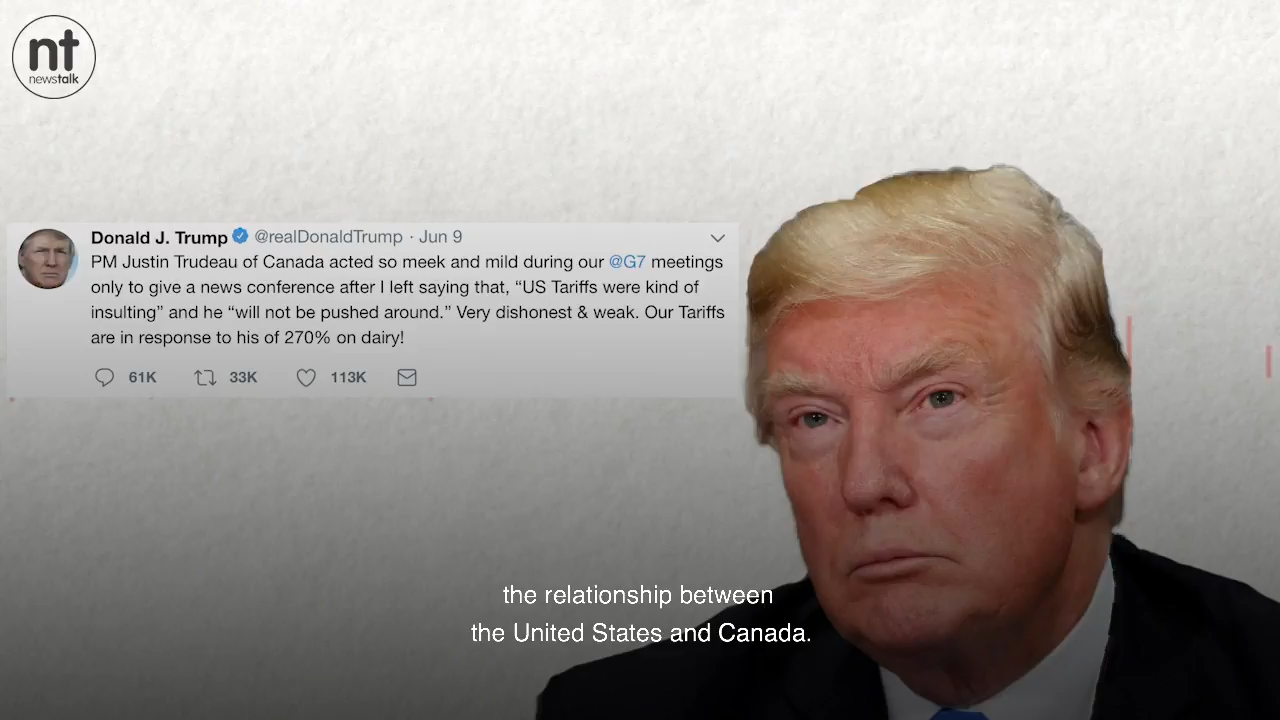 nt
newstalk
Donald J. Trump @realDonaldTrump · Jun 9
PM Justin Trudeau of Canada acted so meek and mild during our @G7 meetings
only to give a news conference after I left saying that, “US Tariffs were kind of
insulting” and he “will not be pushed around.” Very dishonest & weak. Our Tariffs
are in response to his of 270% on dairy!
61K 33K 113K
the relationship between
the United States and Canada.